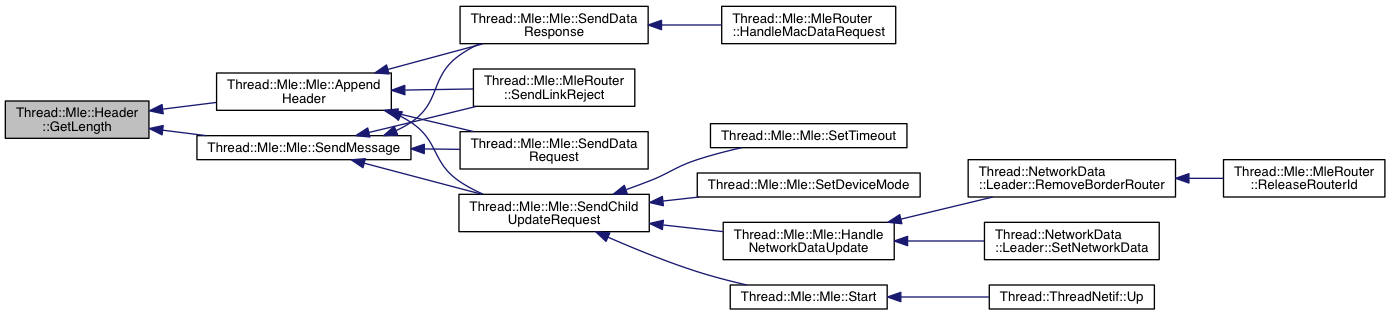 Thread::Mle::Header
::GetLength
Thread::Mle::Mle::Append
Header
Thread::Mle::Mle::SendMessage
Thread::Mle::Mle::SendData
Response
Thread::Mle::MleRouter
::SendLinkReject
Thread::Mle::Mle::SendData
Request
Thread::Mle::Mle::SendChild
UpdateRequest
Thread::Mle::MleRouter
::HandleMacDataRequest
Thread::Mle::Mle::SetTimeout
Thread::Mle::Mle::SetDeviceMode
Thread::Mle::Mle::Handle
NetworkDataUpdate
Thread::Mle::Mle::Start
Thread::NetworkData
::Leader::RemoveBorderRouter
Thread::NetworkData
::Leader::SetNetworkData
Thread::ThreadNetif::Up
Thread::Mle::MleRouter
::ReleaseRouterId